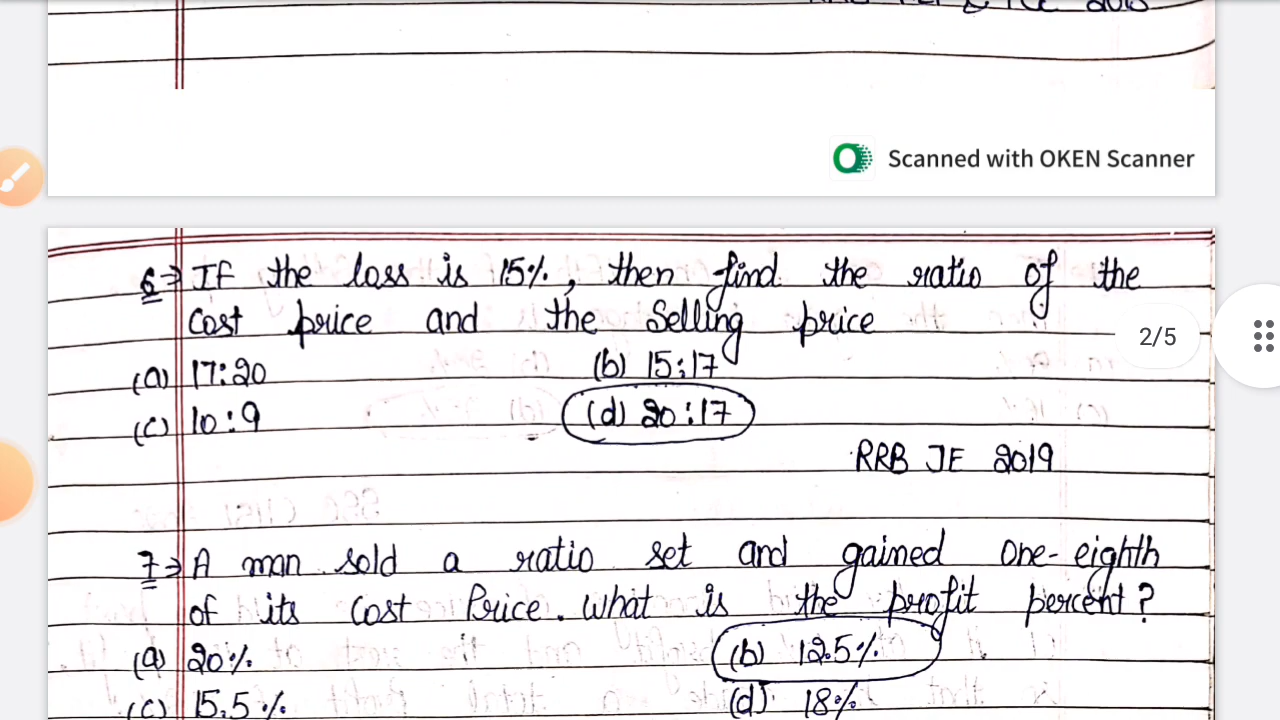 Scanned with OKEN Scanner
6⇒ If the loss is 15%, then find the ratio of the
cost price and the selling price
2/5
(a) 17:20 (b) 15:17
(c) 10:9 (d) 20:17
RRB JE 2019
7⇒ A man sold a ratio set and gained one-eighth
of its cost Price. What is the profit percent?
(a) 20% (b) 12.5%
(c) 15.5% (d) 18%